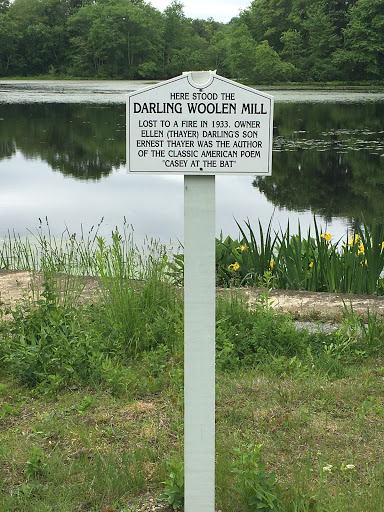 HERE STOOD THE
DARLING WOOLEN MILL
LOST TO A FIRE IN 1933. OWNER
ELLEN (THAYER) DARLING'S SON
ERNEST THAYER WAS THE AUTHOR
OF THE CLASSIC AMERICAN POEM
"CASEY AT THE BAT"